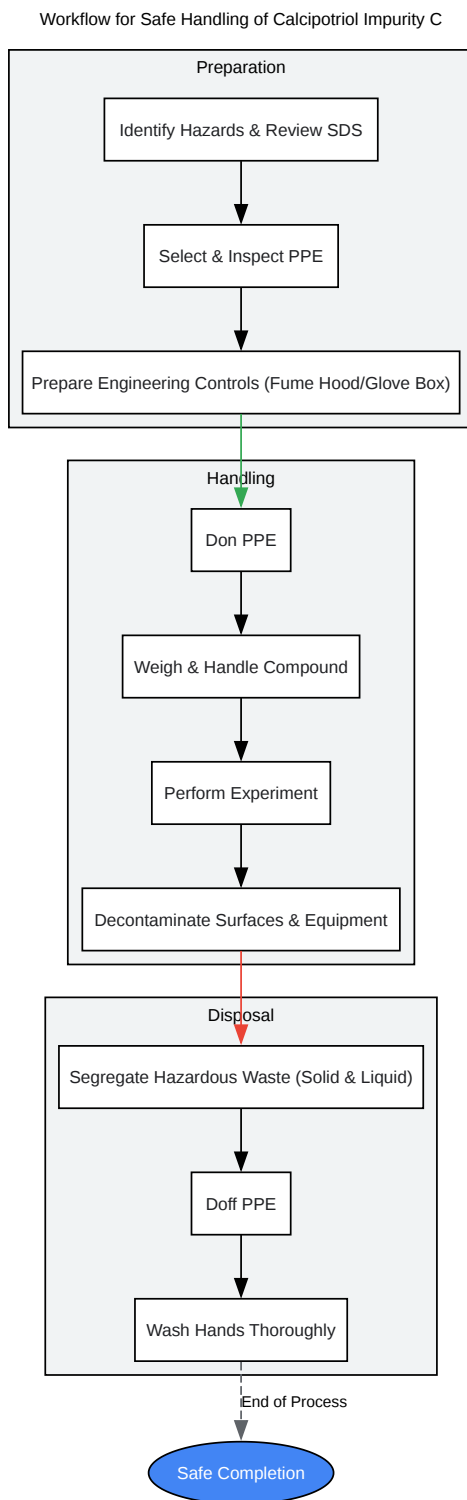 Workflow for Safe Handling of Calcipotriol Impurity C
Preparation
Identify Hazards & Review SDS
Select & Inspect PPE
Prepare Engineering Controls (Fume Hood/Glove Box)
Handling
Don PPE
Weigh & Handle Compound
Perform Experiment
Decontaminate Surfaces & Equipment
Disposal
Segregate Hazardous Waste (Solid & Liquid)
Doff PPE
Wash Hands Thoroughly
End of Process
Safe Completion